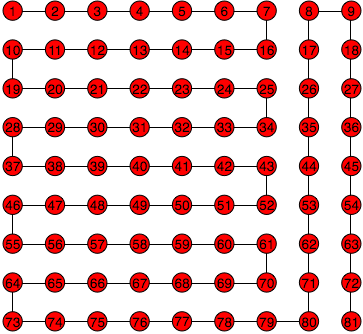 1 2 3 4 5 6 7 8 9
10 11 12 13 14 15 16 17 18
19 20 21 22 23 24 25 26 27
28 29 30 31 32 33 34 35 36
37 38 39 40 41 42 43 44 45
46 47 48 49 50 51 52 53 54
55 56 57 58 59 60 61 62 63
64 65 66 67 68 69 70 71 72
73 74 75 76 77 78 79 80 81